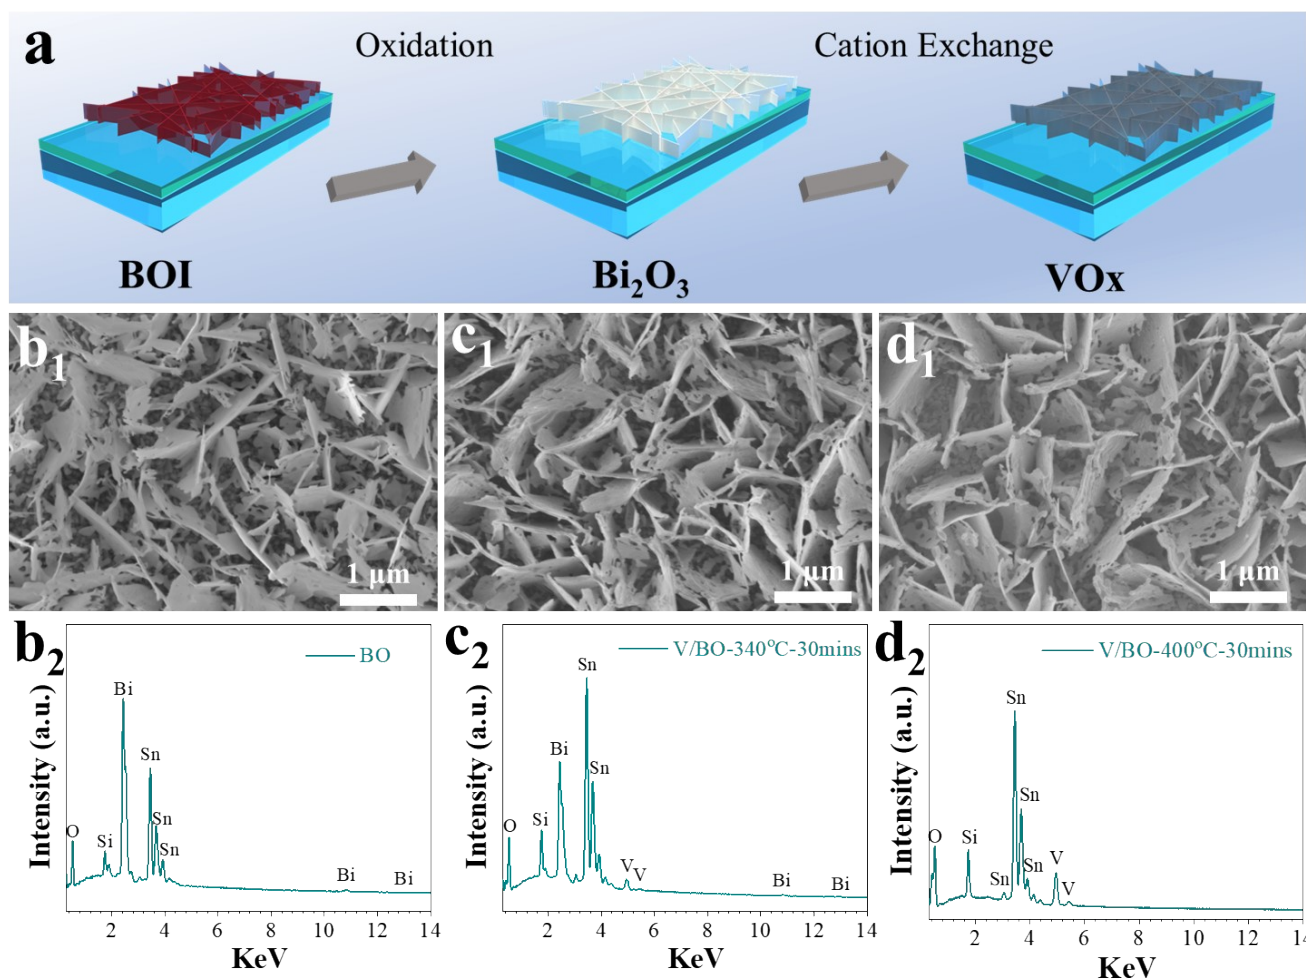 a
Oxidation
Cation Exchange
BOI
Bi₂O₃
VOx
b₁
1 μm
c₁
1 μm
d₁
1 μm
b₂
BO
Bi
Sn
Sn
Sn
O
Si
Bi
Bi
Intensity (a.u.)
2
4
6
8
10
12
14
KeV
c₂
V/BO-340°C-30mins
Sn
Bi
Sn
O
Si
V
V
Bi
Bi
Intensity (a.u.)
2
4
6
8
10
12
14
KeV
d₂
V/BO-400°C-30mins
Sn
Sn
O
Si
Sn
Sn
V
V
Intensity (a.u.)
2
4
6
8
10
12
14
KeV